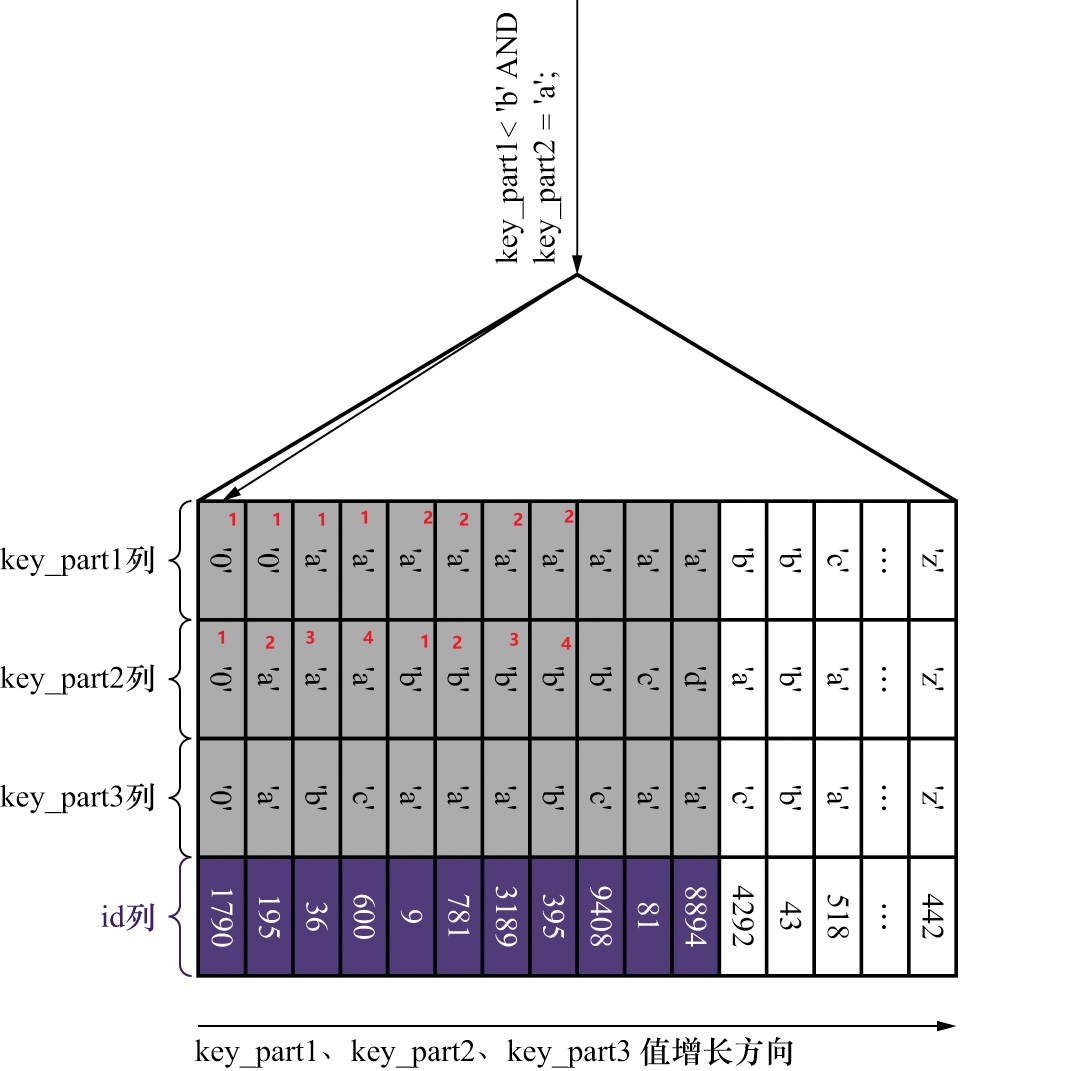 key_part1< 'b' AND
key_part2 = 'a';
1 1 1 1 2 2 2 2
key_part1列 '0' '0' 'a' 'a' 'a' 'a' 'a' 'a' 'a' 'a' 'a' 'b' 'b' 'c' … 'z'
1 2 3 4 1 2 3 4
key_part2列 '0' 'a' 'a' 'a' 'b' 'b' 'b' 'b' 'b' 'c' 'd' 'a' 'b' 'a' … 'z'
key_part3列 '0' 'a' 'b' 'c' 'a' 'a' 'a' 'b' 'c' 'a' 'a' 'c' 'b' 'a' … 'z'
id列 1790 195 36 600 9 781 3189 395 9408 81 8894 4292 43 518 … 442
key_part1、key_part2、key_part3 值增长方向